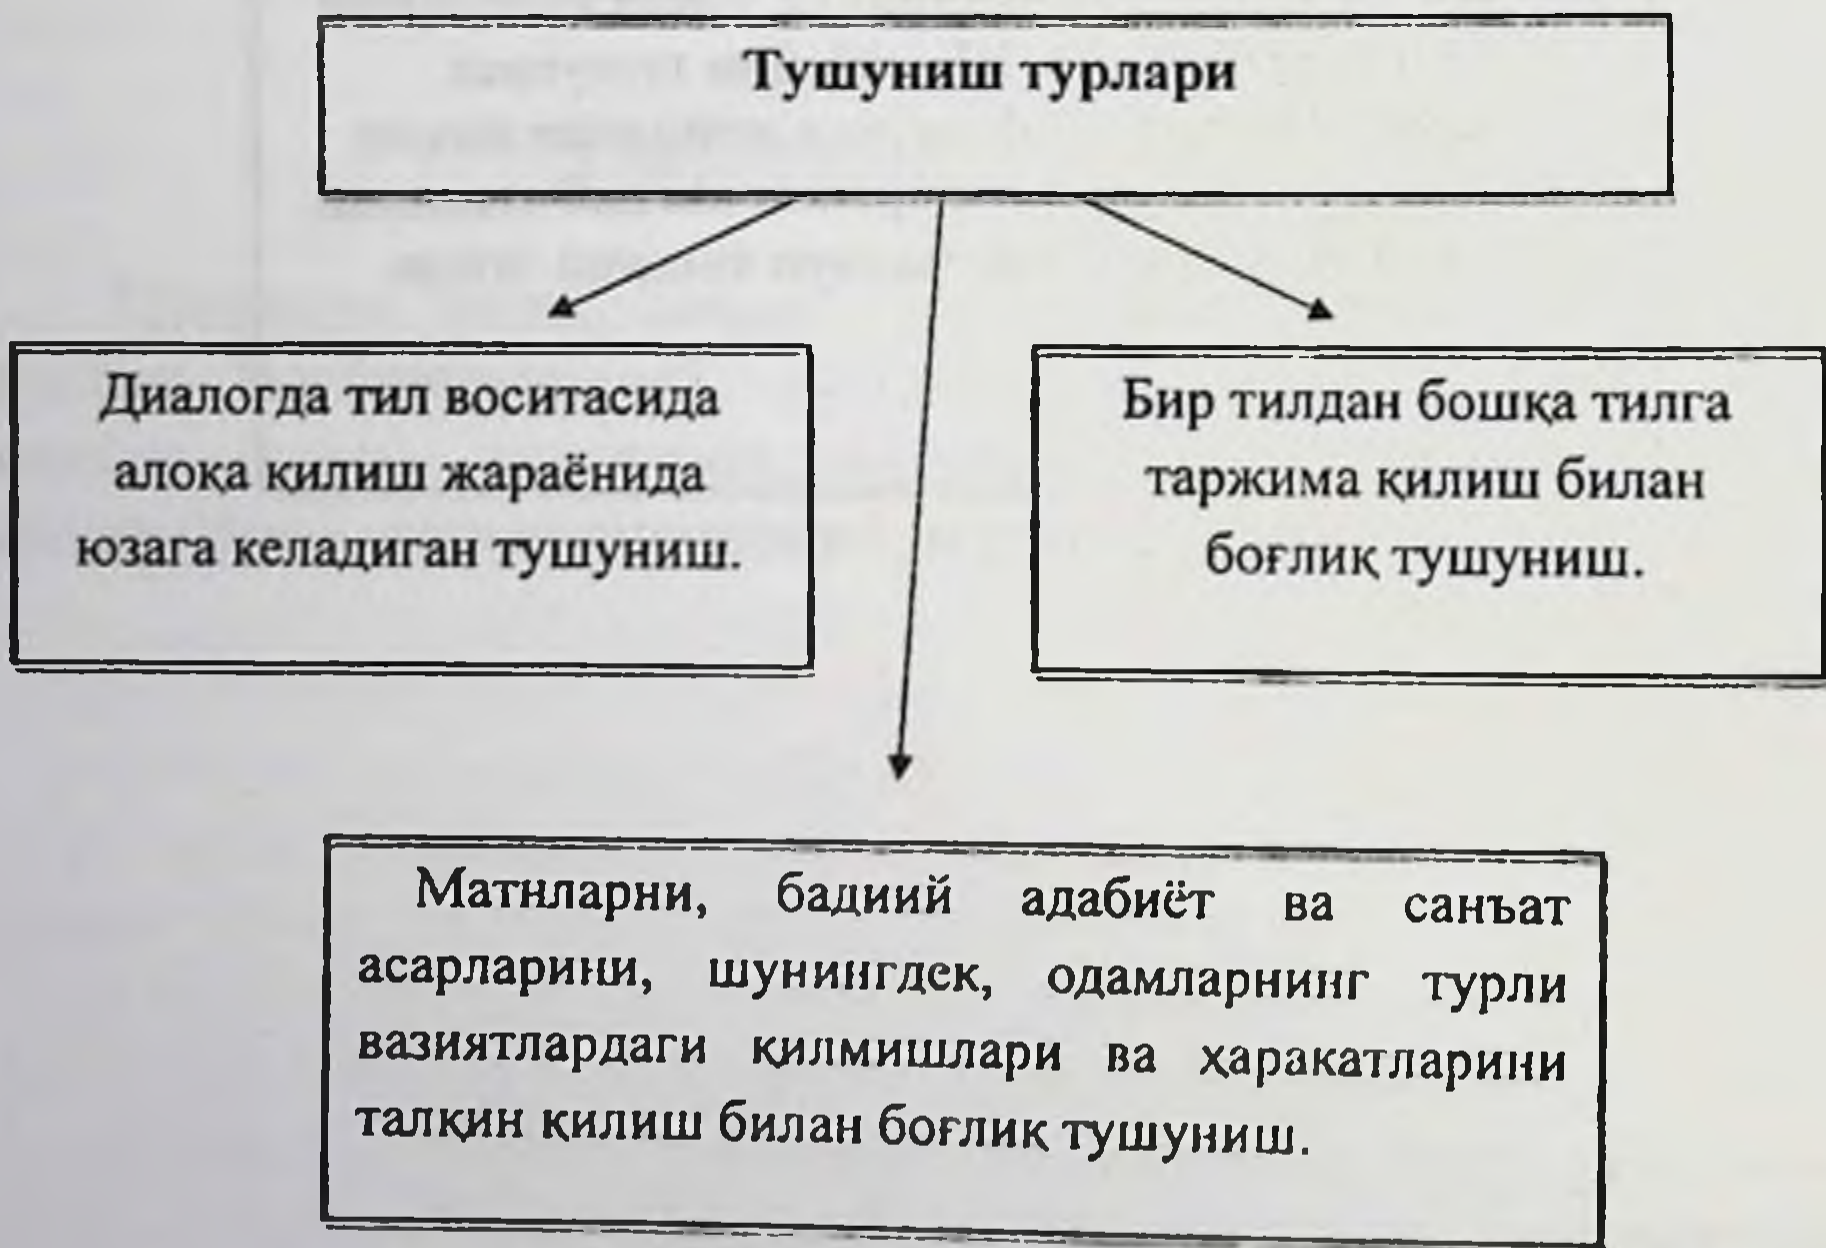 Тушуниш турлари
Диалогда тил воситасида
алоқа қилиш жараёнида
юзага келадиган тушуниш.
Бир тилдан бошқа тилга
таржима қилиш билан
боғлиқ тушуниш.
Матнларни, бадиий адабиёт ва санъат
асарларини, шунингдек, одамларнинг турли
вазиятлардаги қилмишлари ва ҳаракатларини
талқин қилиш билан боғлиқ тушуниш.